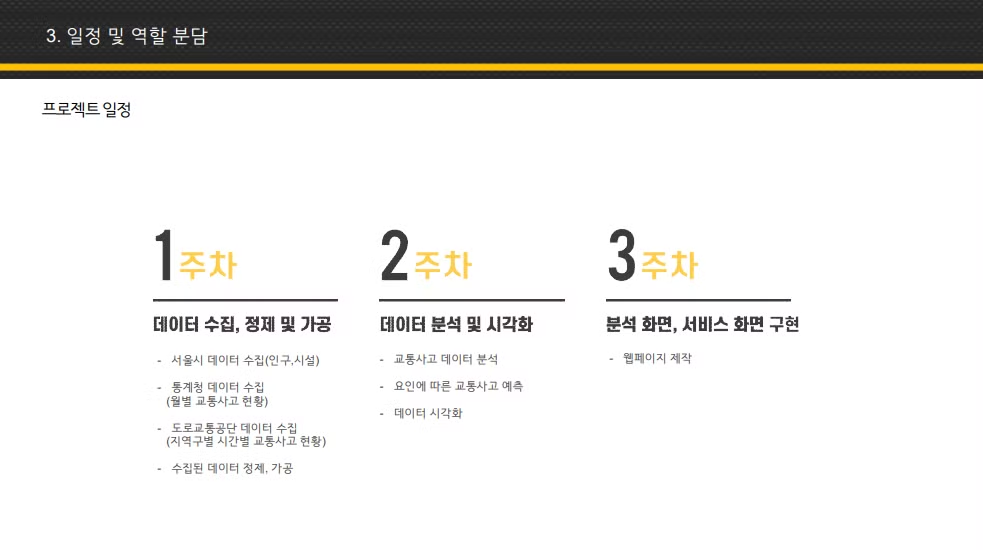 3. 일정 및 역할 분담
프로젝트 일정
1주차
데이터 수집, 정제 및 가공
- 서울시 데이터 수집(인구,시설)
- 통계청 데이터 수집
(월별 교통사고 현황)
- 도로교통공단 데이터 수집
(지역구별 시간별 교통사고 현황)
- 수집된 데이터 정제, 가공
2주차
데이터 분석 및 시각화
- 교통사고 데이터 분석
- 요인에 따른 교통사고 예측
- 데이터 시각화
3주차
분석 화면, 서비스 화면 구현
- 웹페이지 제작